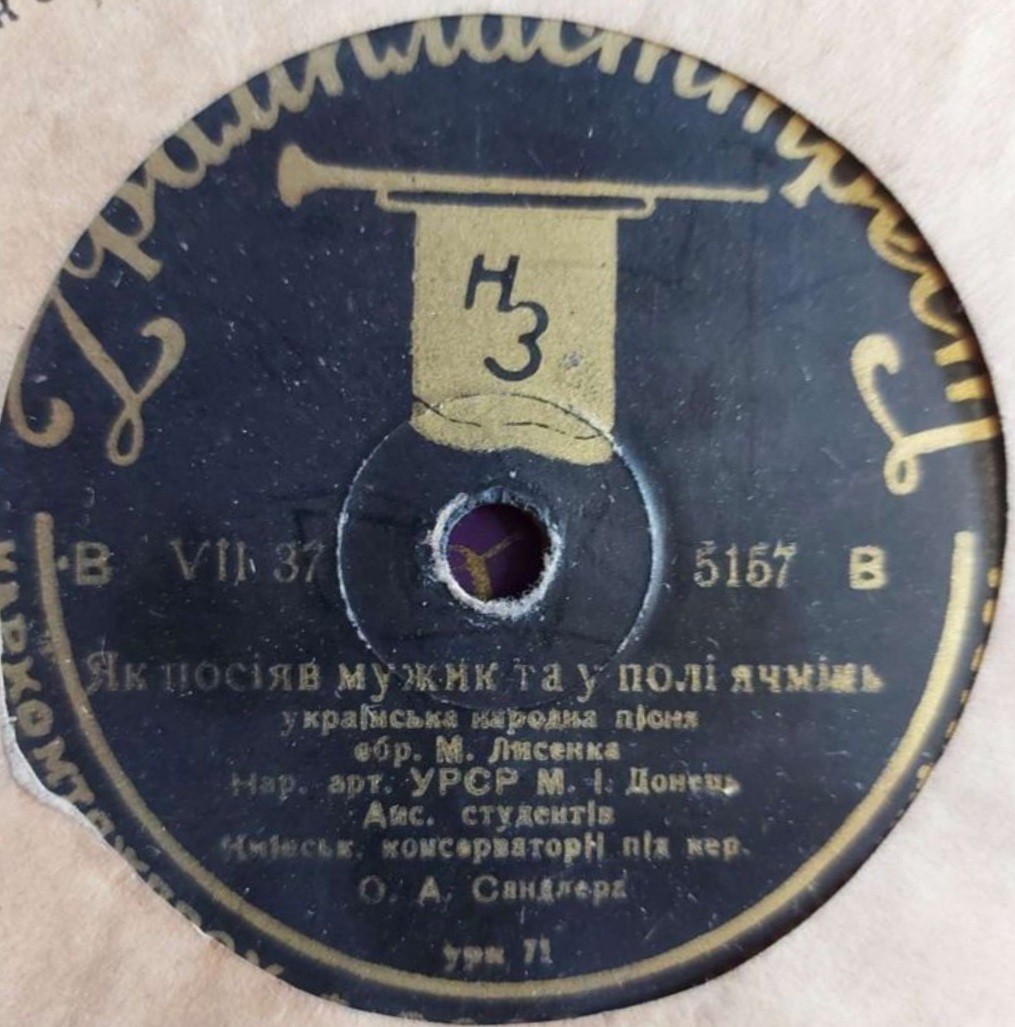 Грампласттрест
НЗ
В VII 37 5157 В
Як посіяв мужик та у полі ячмінь
українська народна пісня
обр. М. Лисенка
Нар. арт. УРСР М. І. Донець
Анс. студентів
Київськ. консерваторії під кер.
О. А. Сандлера
урк 71